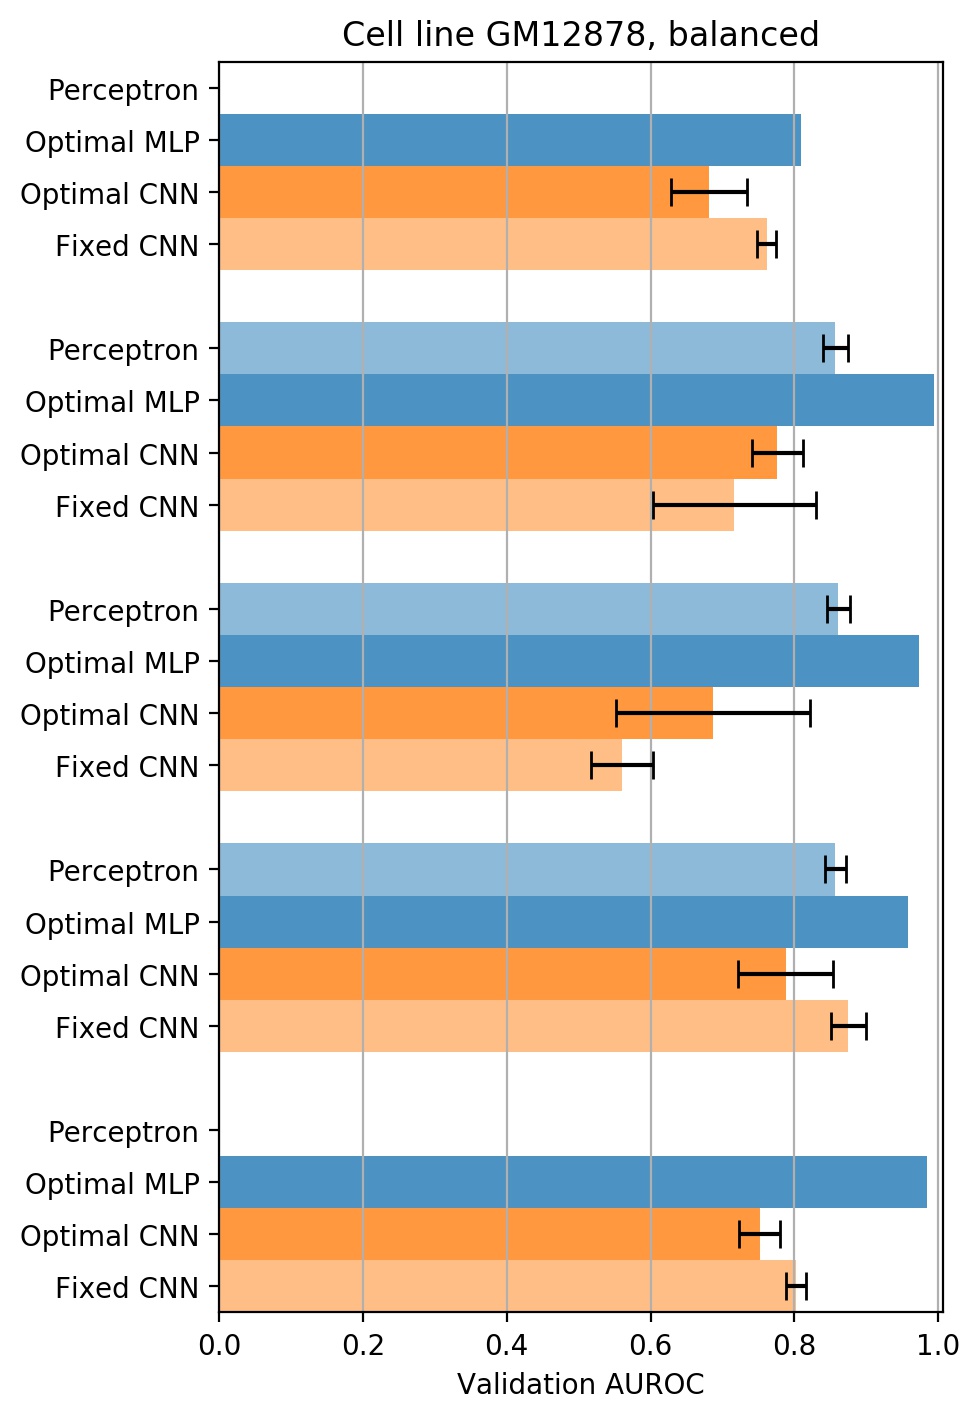 Cell line GM12878, balanced
Perceptron
Optimal MLP
Optimal CNN
Fixed CNN
Perceptron
Optimal MLP
Optimal CNN
Fixed CNN
Perceptron
Optimal MLP
Optimal CNN
Fixed CNN
Perceptron
Optimal MLP
Optimal CNN
Fixed CNN
Perceptron
Optimal MLP
Optimal CNN
Fixed CNN
0.0 0.2 0.4 0.6 0.8 1.0
Validation AUROC